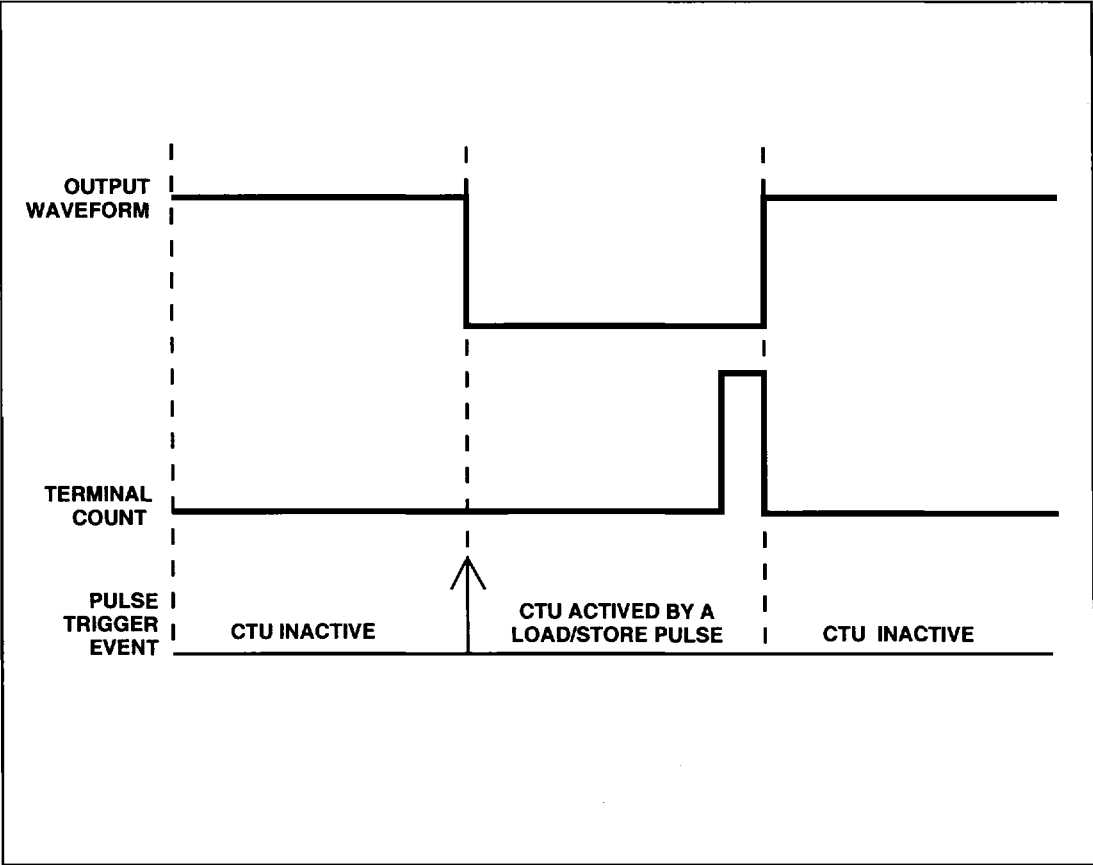 OUTPUT
WAVEFORM
TERMINAL
COUNT
PULSE
TRIGGER
EVENT
CTU INACTIVE
CTU ACTIVED BY A
LOAD/STORE PULSE
CTU INACTIVE